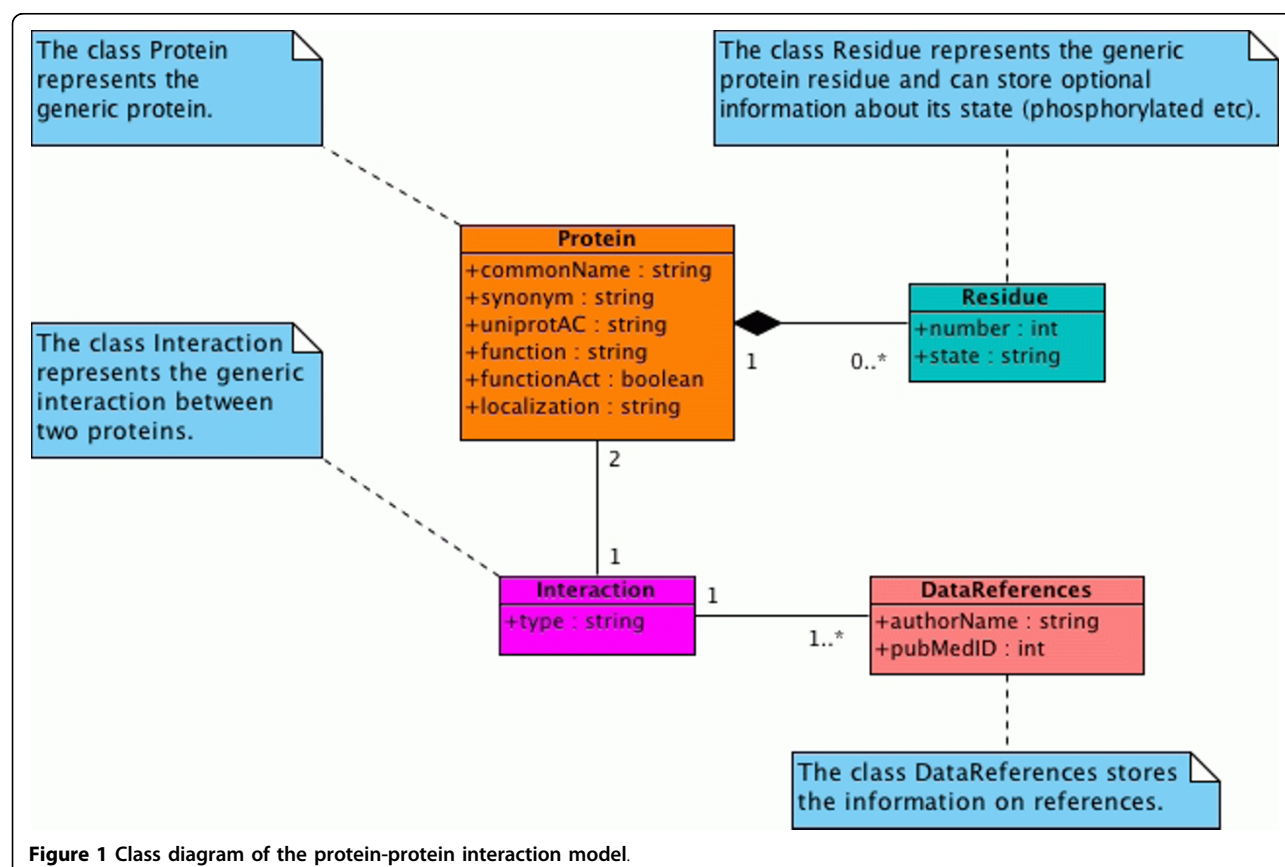 The class Protein
represents the
generic protein.
The class Residue represents the generic
protein residue and can store optional
information about its state (phosphorylated etc).
Protein
+commonName : string
+synonym : string
+uniprotAC : string
+function : string
+functionAct : boolean
+localization : string
1
0..*
Residue
+number : int
+state : string
The class Interaction
represents the generic
interaction between
two proteins.
2
1
Interaction
+type : string
1
1..*
DataReferences
+authorName : string
+pubMedID : int
The class DataReferences stores
the information on references.
Figure 1 Class diagram of the protein-protein interaction model.